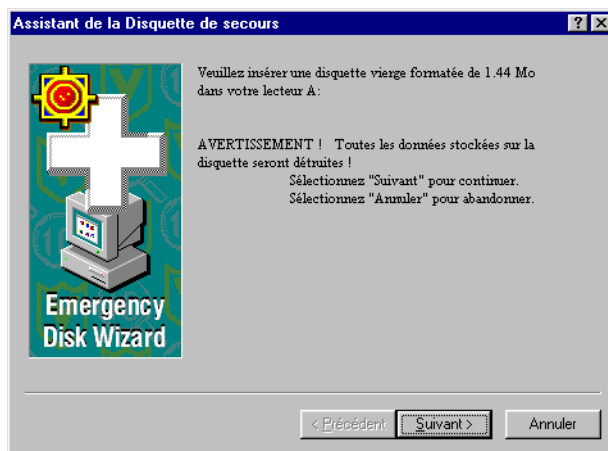 Assistant de la Disquette de secours
Veuillez insérer une disquette vierge formatée de 1.44 Mo
dans votre lecteur A:
AVERTISSEMENT ! Toutes les données stockées sur la
disquette seront détruites !
Sélectionnez "Suivant" pour continuer.
Sélectionnez "Annuler" pour abandonner.
Emergency
Disk Wizard
< Précédent
Suivant >
Annuler